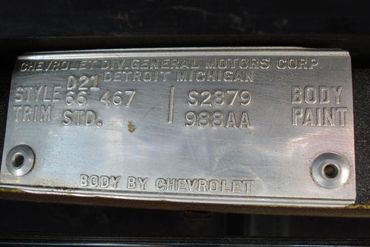 CHEVROLET DIV. GENERAL MOTORS CORP.
DETROIT MICHIGAN
D21
STYLE 66 467 S2879 BODY
TRIM STD. 988AA PAINT
BODY BY CHEVROLET